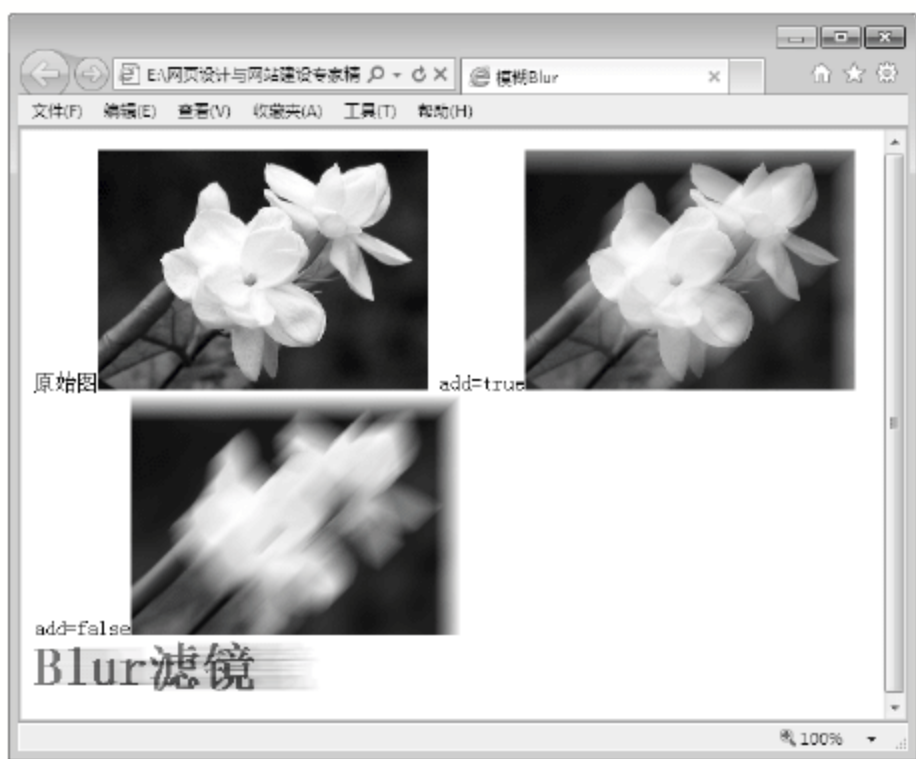 E:\网页设计与网站建设专家精
模糊Blur
文件(F) 编辑(E) 查看(V) 收藏夹(A) 工具(T) 帮助(H)
原始图
add=true
add=false
Blur滤镜
100%